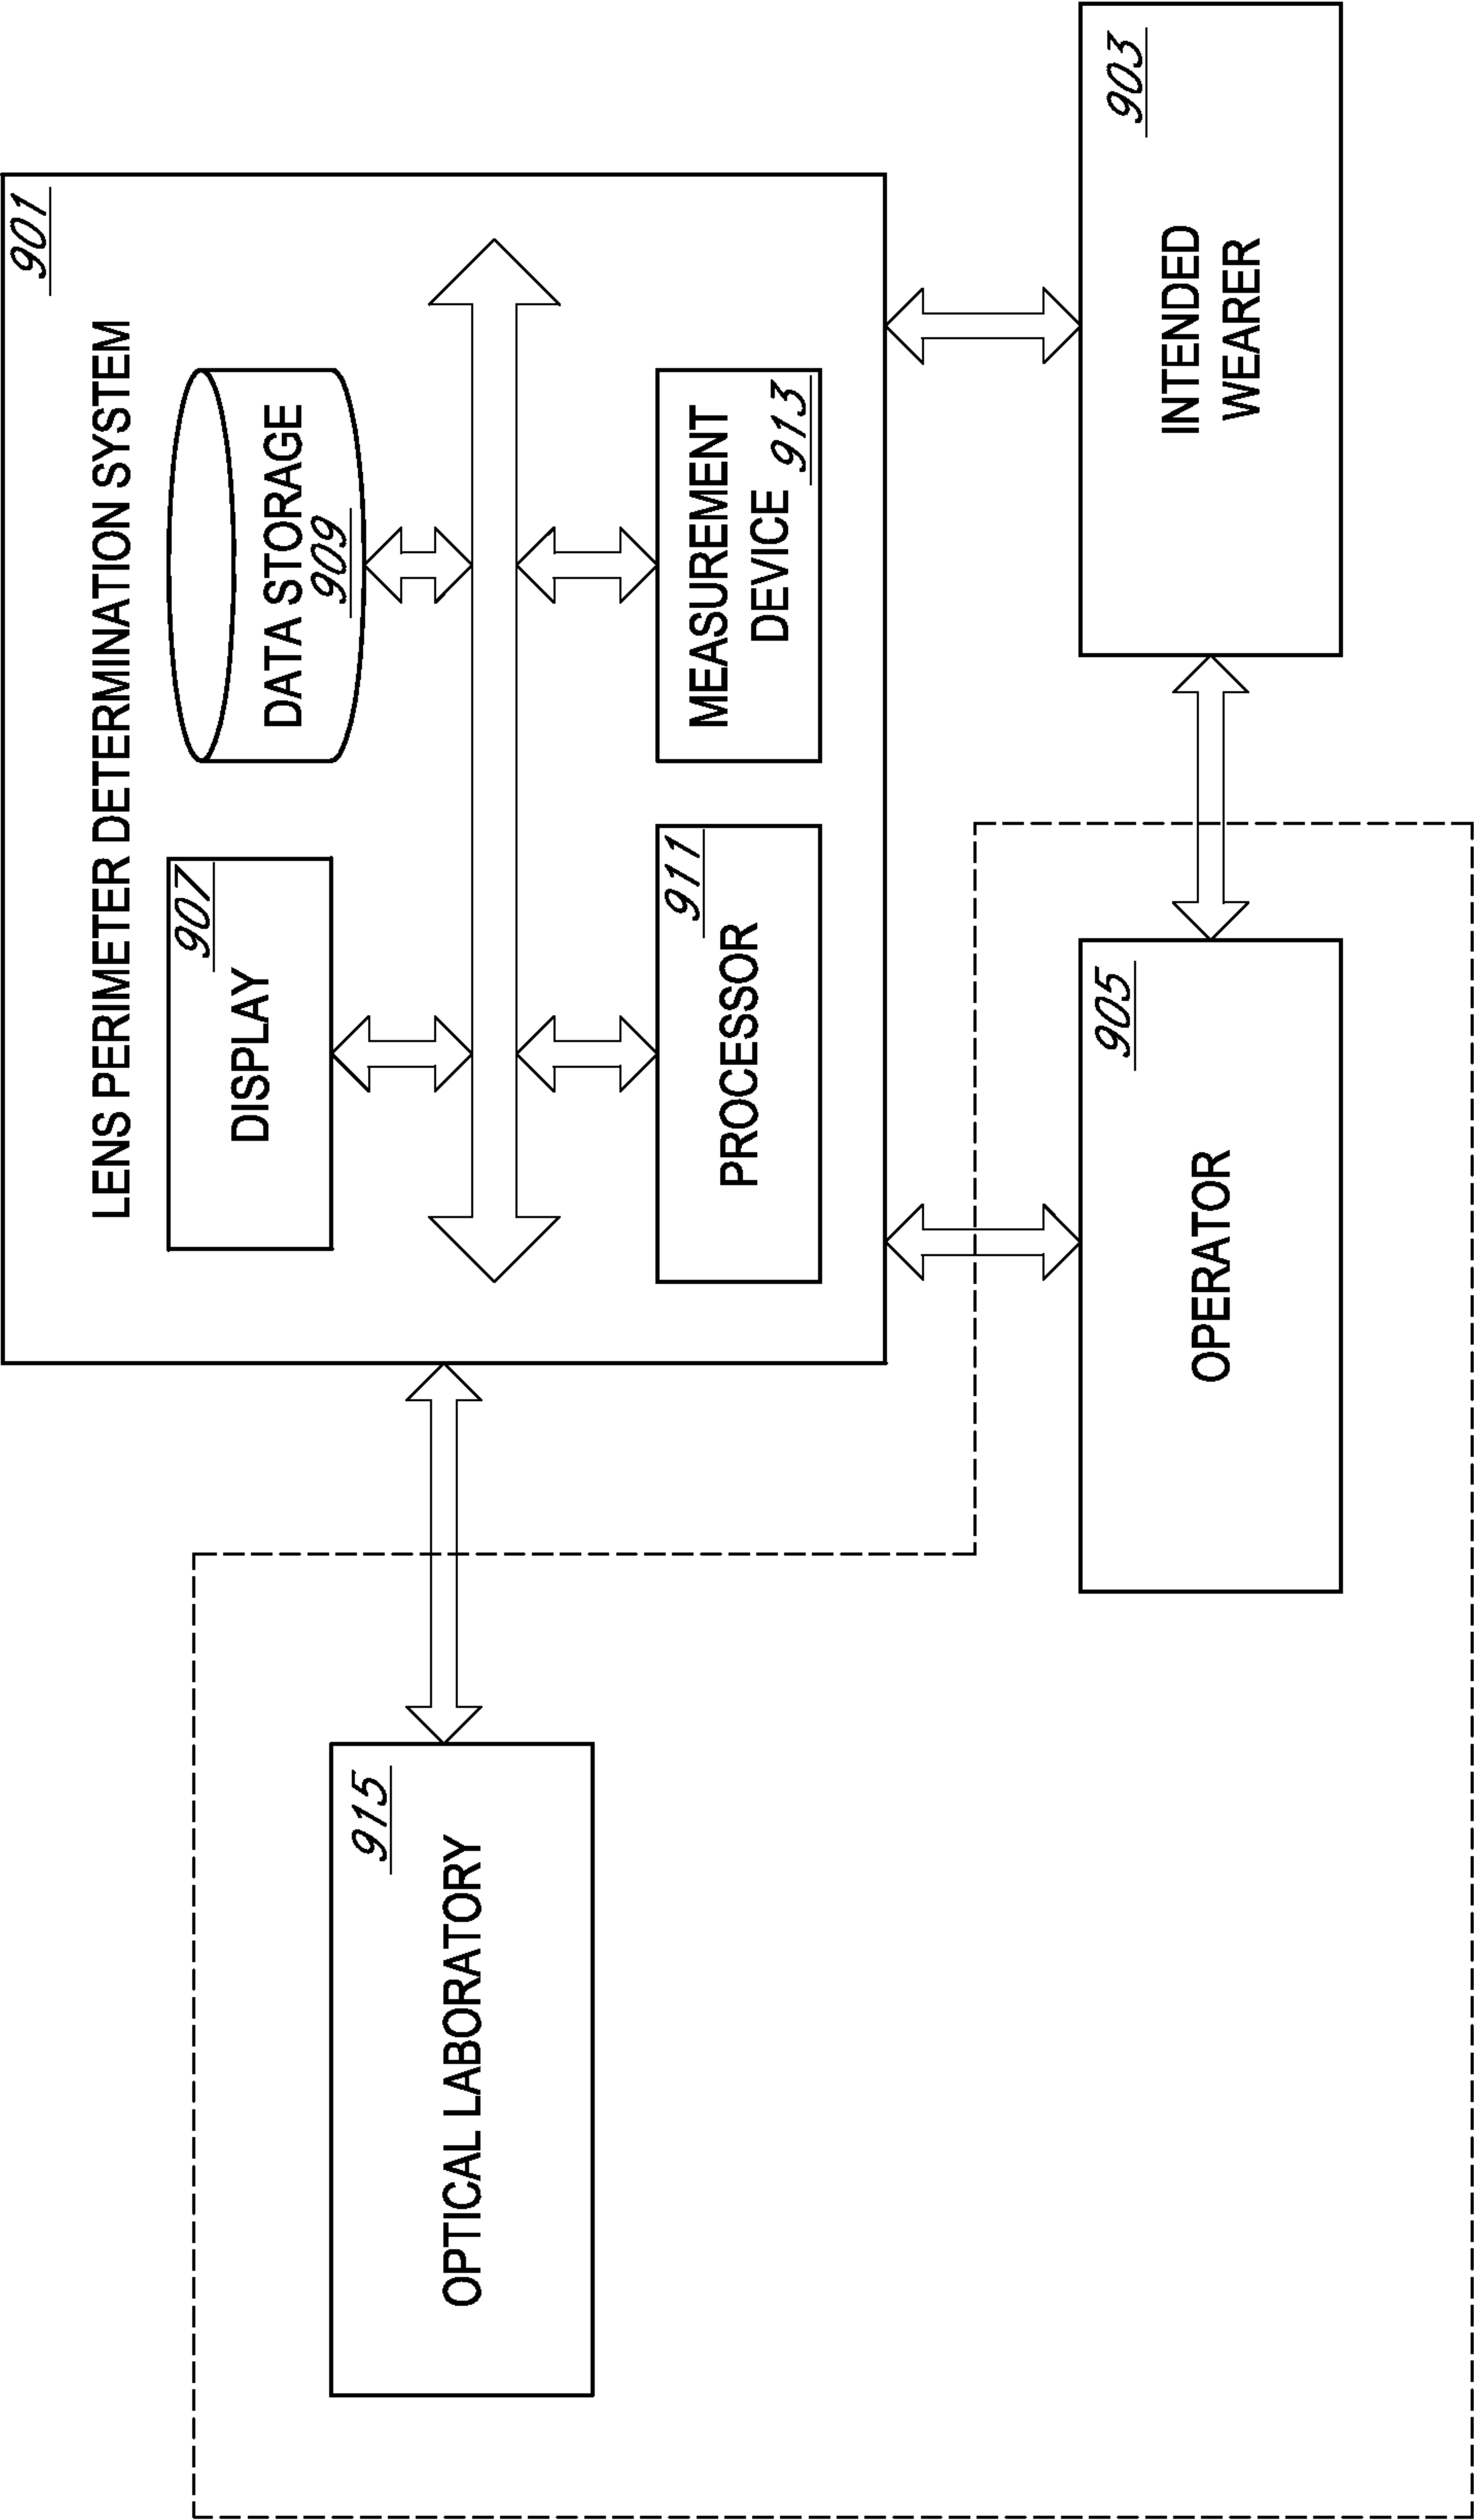 901
LENS PERIMETER DETERMINATION SYSTEM
907
DISPLAY
DATA STORAGE
909
911
PROCESSOR
MEASUREMENT
DEVICE 913
915
OPTICAL LABORATORY
905
OPERATOR
903
INTENDED
WEARER